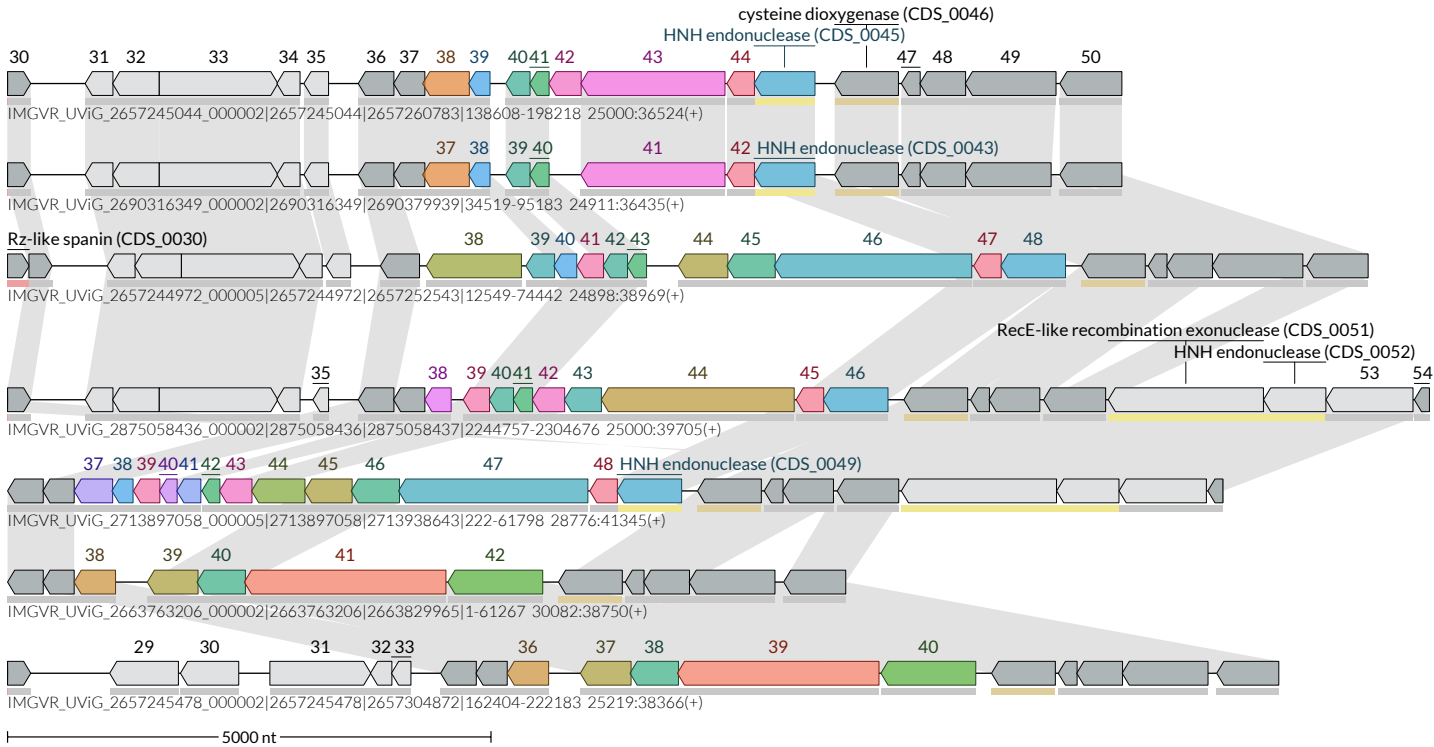 cysteine dioxygenase (CDS_0046)
HNH endonuclease (CDS_0045)
30 31 32 33 34 35 36 37 38 39 40 41 42 43 44 47 48 49 50
IMGVR_UViG_2657245044_000002|2657245044|2657260783|138608-198218 25000:36524(+)
37 38 39 40 41 42 HNH endonuclease (CDS_0043)
IMGVR_UViG_2690316349_000002|2690316349|2690379939|34519-95183 24911:36435(+)
Rz-like spanin (CDS_0030) 38 39 40 41 42 43 44 45 46 47 48
IMGVR_UViG_2657244972_000005|2657244972|2657252543|12549-74442 24898:38969(+)
RecE-like recombination exonuclease (CDS_0051)
HNH endonuclease (CDS_0052)
35 38 39 40 41 42 43 44 45 46 53 54
IMGVR_UViG_2875058436_000002|2875058436|2875058437|2244757-2304676 25000:39705(+)
37 38 39 40 41 42 43 44 45 46 47 48 HNH endonuclease (CDS_0049)
IMGVR_UViG_2713897058_000005|2713897058|2713938643|222-61798 28776:41345(+)
38 39 40 41 42
IMGVR_UViG_2663763206_000002|2663763206|2663829965|1-61267 30082:38750(+)
29 30 31 32 33 36 37 38 39 40
IMGVR_UViG_2657245478_000002|2657245478|2657304872|162404-222183 25219:38366(+)
5000 nt